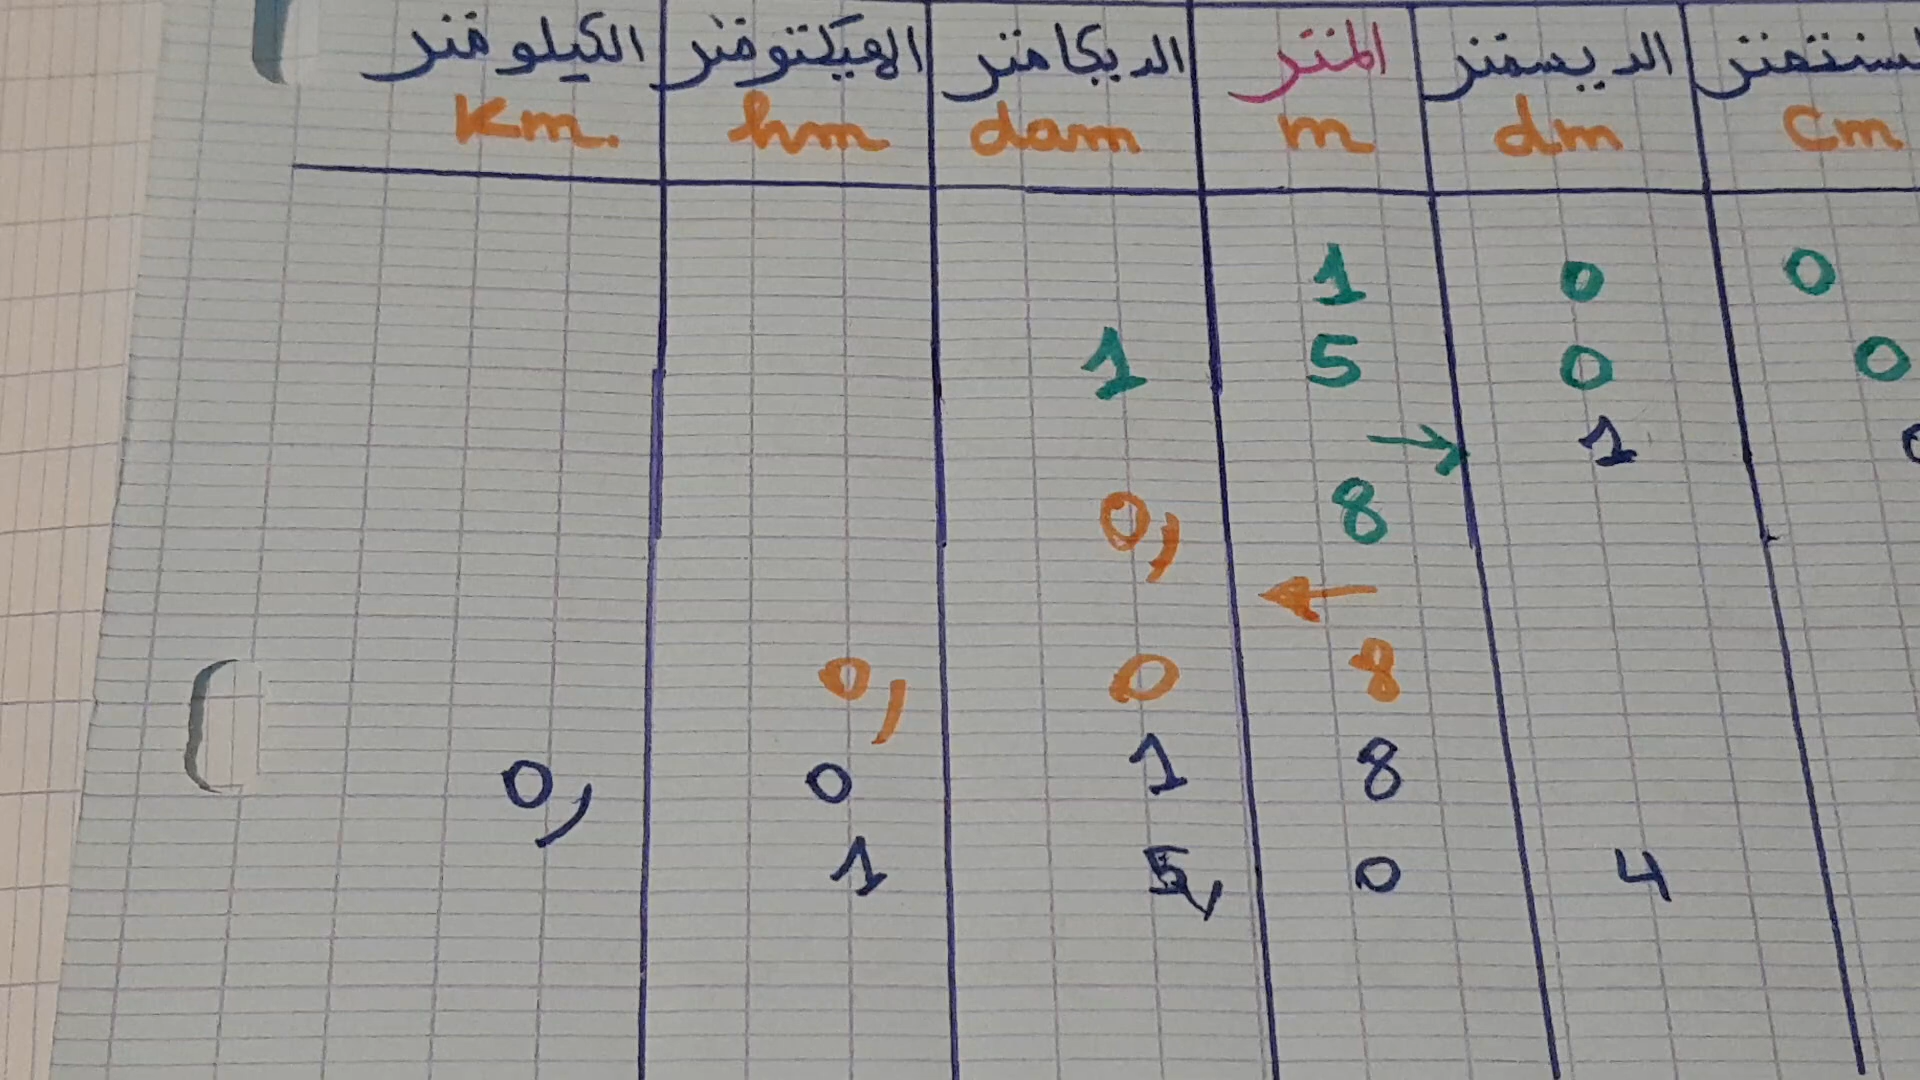 الكيلومتر الهيكتومتر الديكامتر المتر الديسمتر السنتمتر
Km. hm dam m dm Cm
1 0 0
1 5 0 0
→ 1
0, 8
←
0, 0 8
0, 0 1 8
1 5, 0 4